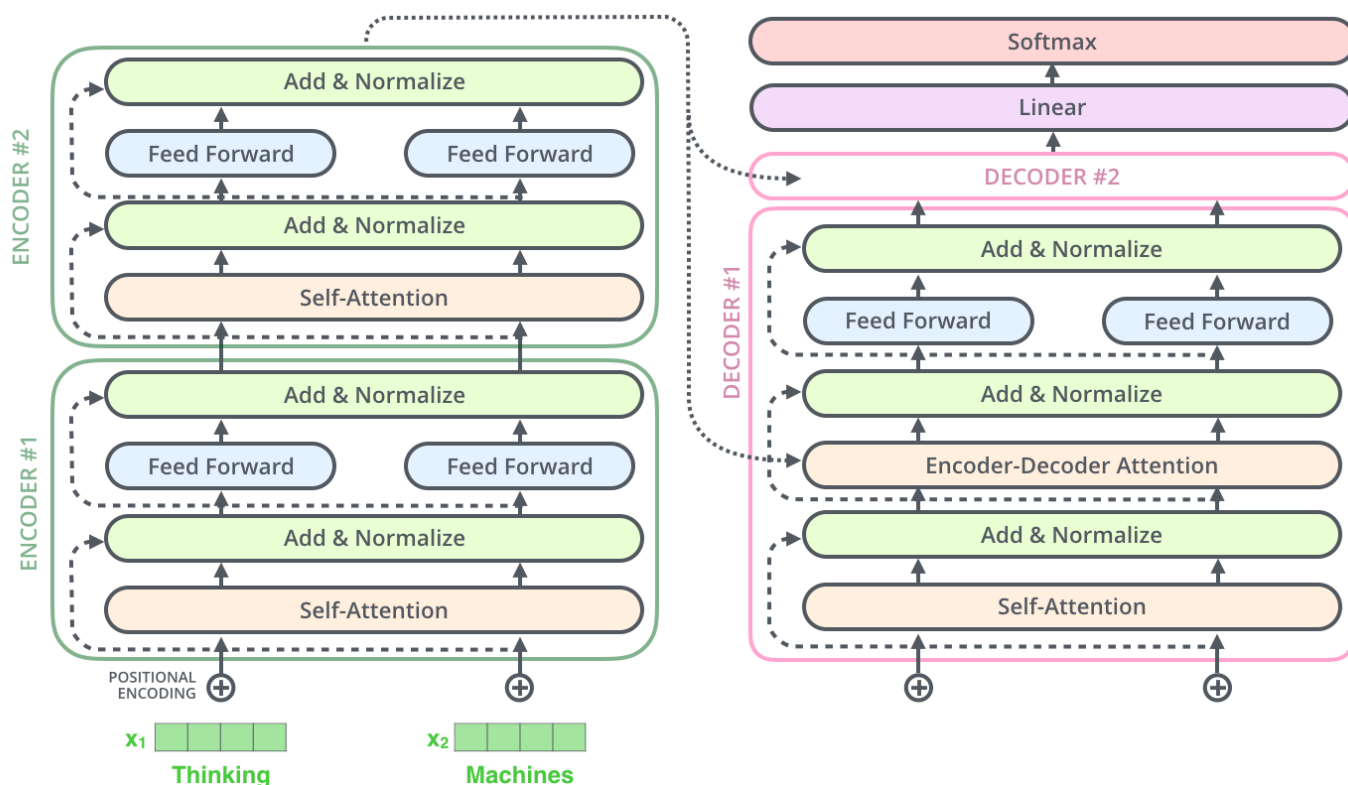 ENCODER #2
Add & Normalize
Feed Forward
Feed Forward
Add & Normalize
Self-Attention
ENCODER #1
Add & Normalize
Feed Forward
Feed Forward
Add & Normalize
Self-Attention
POSITIONAL
ENCODING
x₁
x₂
Thinking
Machines
Softmax
Linear
DECODER #2
DECODER #1
Add & Normalize
Feed Forward
Feed Forward
Add & Normalize
Encoder-Decoder Attention
Add & Normalize
Self-Attention